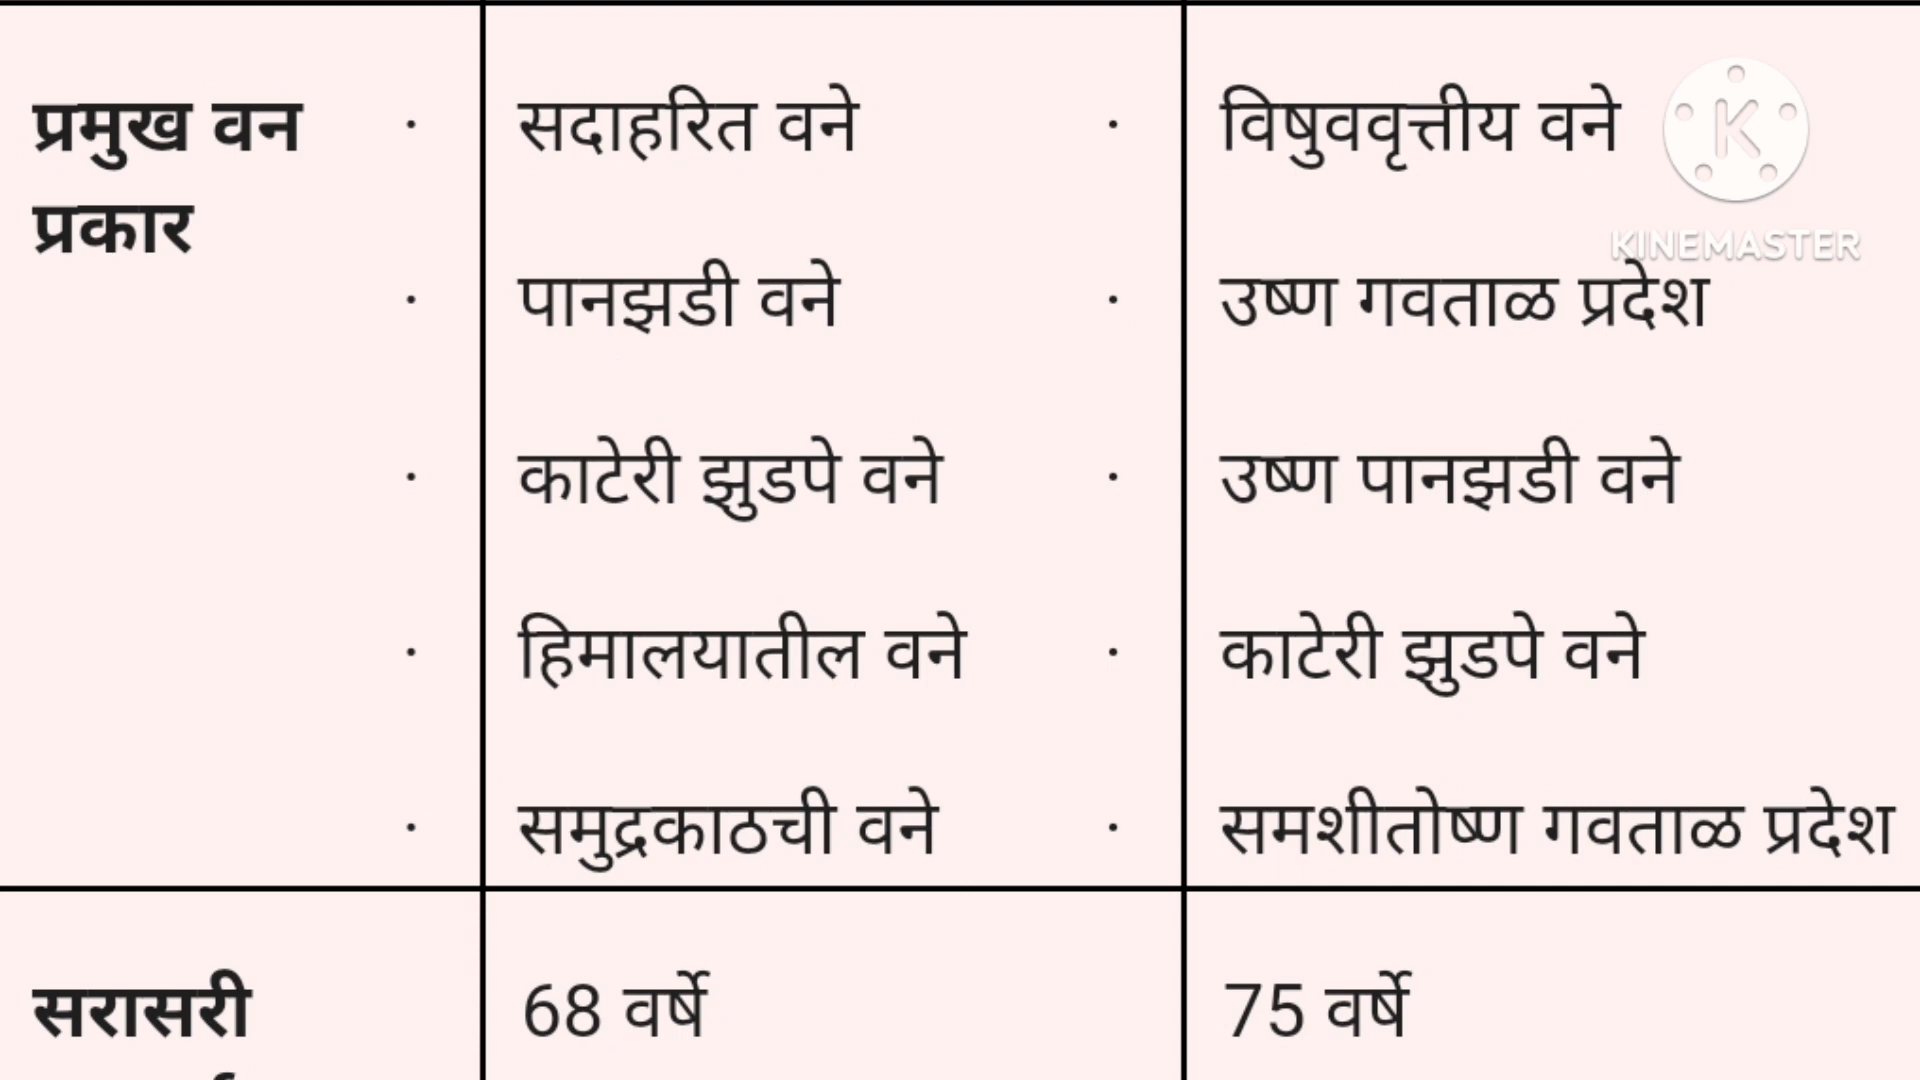 प्रमुख वन
प्रकार
· सदाहरित वने
· पानझडी वने
· काटेरी झुडपे वने
· हिमालयातील वने
· समुद्रकाठची वने
· विषुववृत्तीय वने
· उष्ण गवताळ प्रदेश
· उष्ण पानझडी वने
· काटेरी झुडपे वने
· समशीतोष्ण गवताळ प्रदेश
K
KINEMASTER
सरासरी
68 वर्षे
75 वर्षे